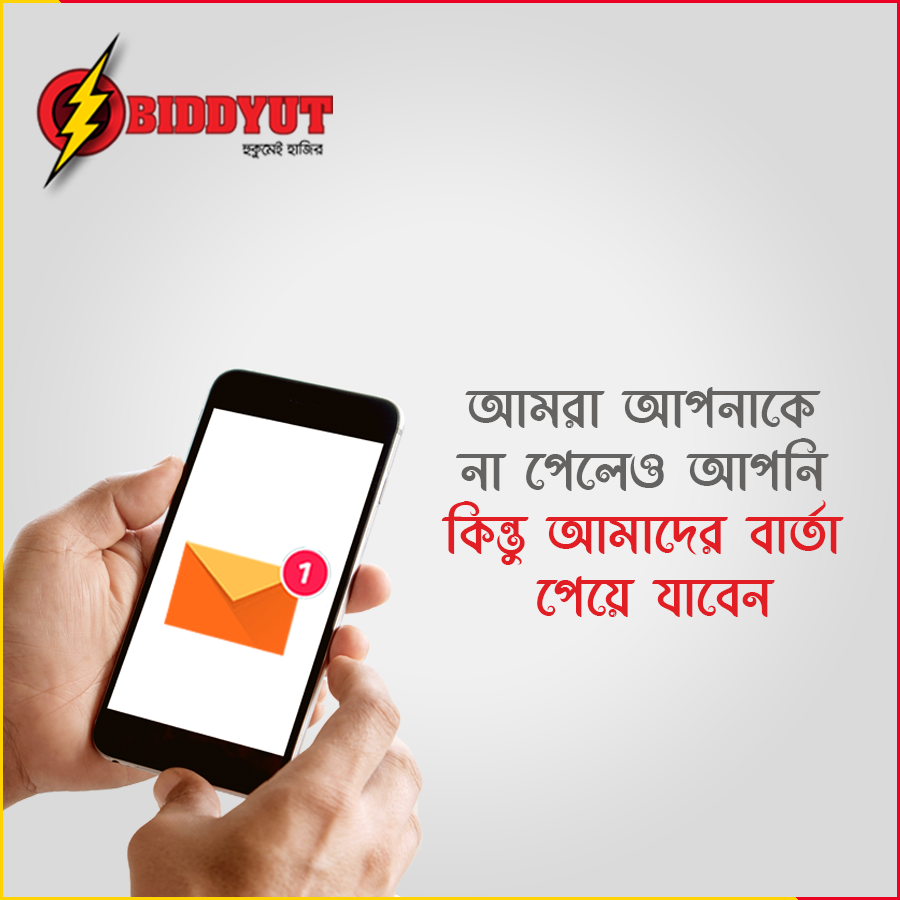 BIDDYUT
হুকুমেই হাজির
আমরা আপনাকে
না পেলেও আপনি
কিন্তু আমাদের বার্তা
পেয়ে যাবেন
1